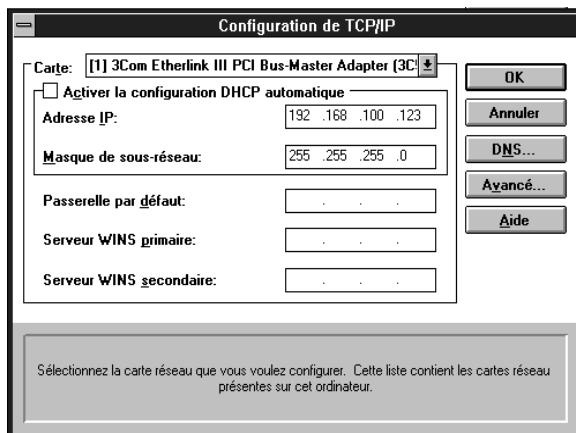 Configuration de TCP/IP
Carte: [1] 3Com Etherlink III PCI Bus-Master Adapter (3C
OK
Activer la configuration DHCP automatique
Adresse IP: 192 .168 .100 .123
Annuler
Masque de sous-réseau: 255 .255 .255 .0
DNS...
Avancé...
Passerelle par défaut: . . .
Aide
Serveur WINS primaire: . . .
Serveur WINS secondaire: . . .
Sélectionnez la carte réseau que vous voulez configurer. Cette liste contient les cartes réseau
présentes sur cet ordinateur.